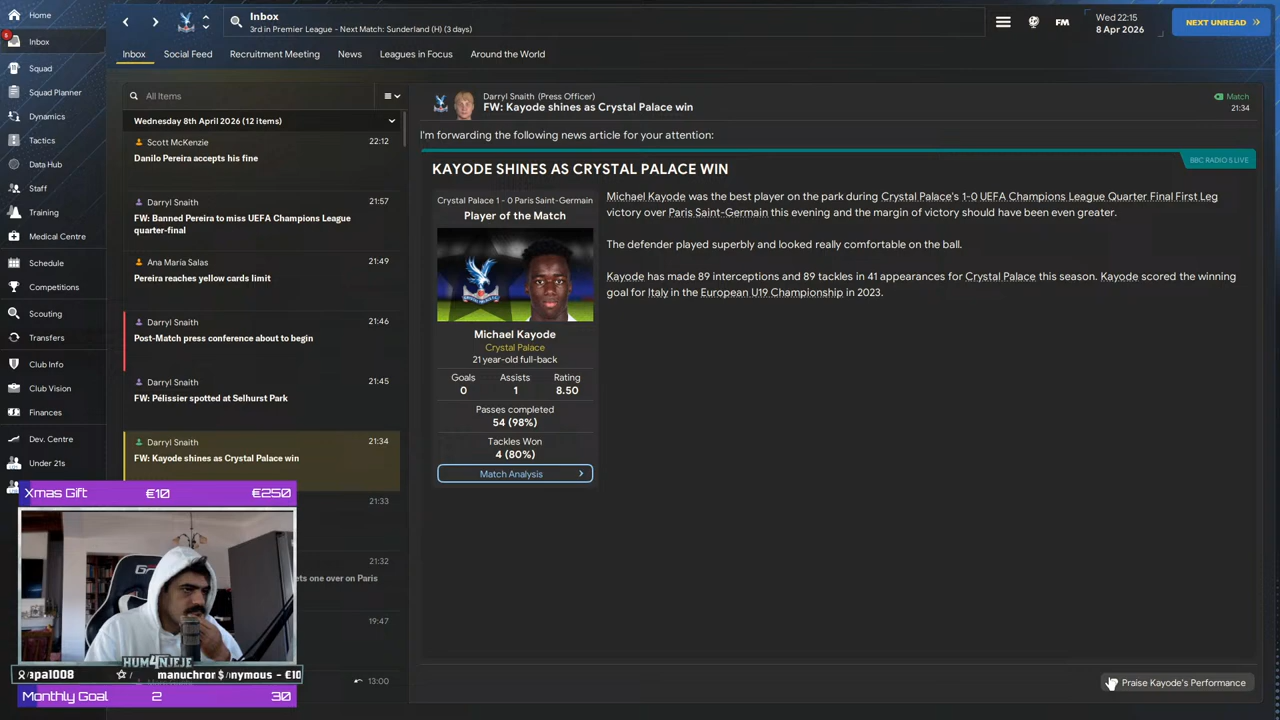 Home
5
Inbox
Squad
Squad Planner
Dynamics
Tactics
Data Hub
Staff
Training
Medical Centre
Schedule
Competitions
Scouting
Transfers
Club Info
Club Vision
Finances
Dev. Centre
Under 21s
Inbox
3rd in Premier League - Next Match: Sunderland (H) (3 days)
FM
Wed 22:15
8 Apr 2026
NEXT UNREAD
Inbox
Social Feed
Recruitment Meeting
News
Leagues in Focus
Around the World
All Items
Wednesday 8th April 2026 (12 items)
Scott McKenzie 22:12
Danilo Pereira accepts his fine
Darryl Snaith 21:57
FW: Banned Pereira to miss UEFA Champions League
quarter-final
Ana Maria Salas 21:49
Pereira reaches yellow cards limit
Darryl Snaith 21:46
Post-Match press conference about to begin
Darryl Snaith 21:45
FW: Pélissier spotted at Selhurst Park
Darryl Snaith 21:34
FW: Kayode shines as Crystal Palace win
21:33
21:32
ets one over on Paris
19:47
13:00
Darryl Snaith (Press Officer)
FW: Kayode shines as Crystal Palace win
Match
21:34
I'm forwarding the following news article for your attention:
BBC RADIO 5 LIVE
KAYODE SHINES AS CRYSTAL PALACE WIN
Crystal Palace 1 - 0 Paris Saint-Germain
Player of the Match
Michael Kayode
Crystal Palace
21 year-old full-back
Goals Assists Rating
0 1 8.50
Passes completed
54 (98%)
Tackles Won
4 (80%)
Match Analysis
Michael Kayode was the best player on the park during Crystal Palace's 1-0 UEFA Champions League Quarter Final First Leg
victory over Paris Saint-Germain this evening and the margin of victory should have been even greater.
The defender played superbly and looked really comfortable on the ball.
Kayode has made 89 interceptions and 89 tackles in 41 appearances for Crystal Palace this season. Kayode scored the winning
goal for Italy in the European U19 Championship in 2023.
Praise Kayode's Performance
Xmas Gift €10 €250
HUM4NJEJE
apa1008 manuchron nymous - €10
Monthly Goal 2 30